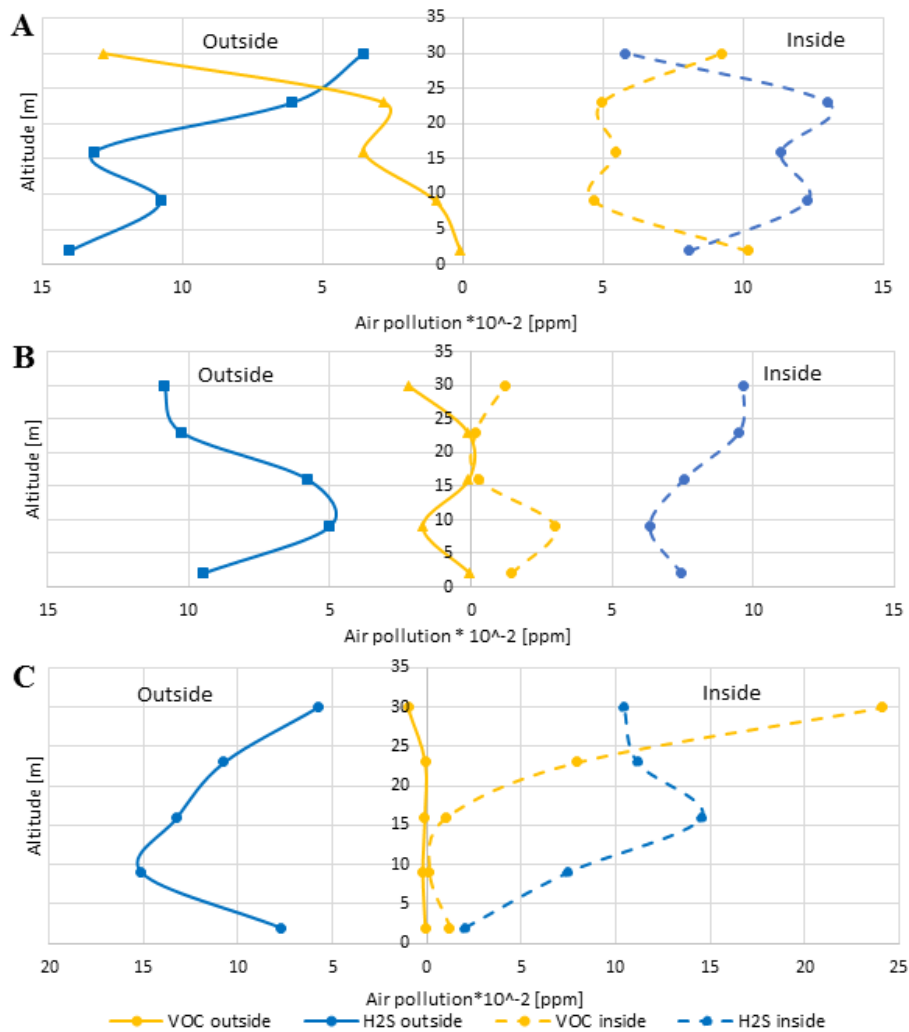 A
Outside
Inside
35
30
25
20
15
10
5
0
Altitude [m]
15 10 5 0 5 10 15
Air pollution *10^-2 [ppm]
B
Outside
Inside
35
30
25
20
15
10
5
0
Altitude [m]
15 10 5 0 5 10 15
Air pollution * 10^-2 [ppm]
C
Outside
Inside
35
30
25
20
15
10
5
0
Altitude [m]
20 15 10 5 0 5 10 15 20 25
Air pollution*10^-2 [ppm]
VOC outside H2S outside VOC inside H2S inside